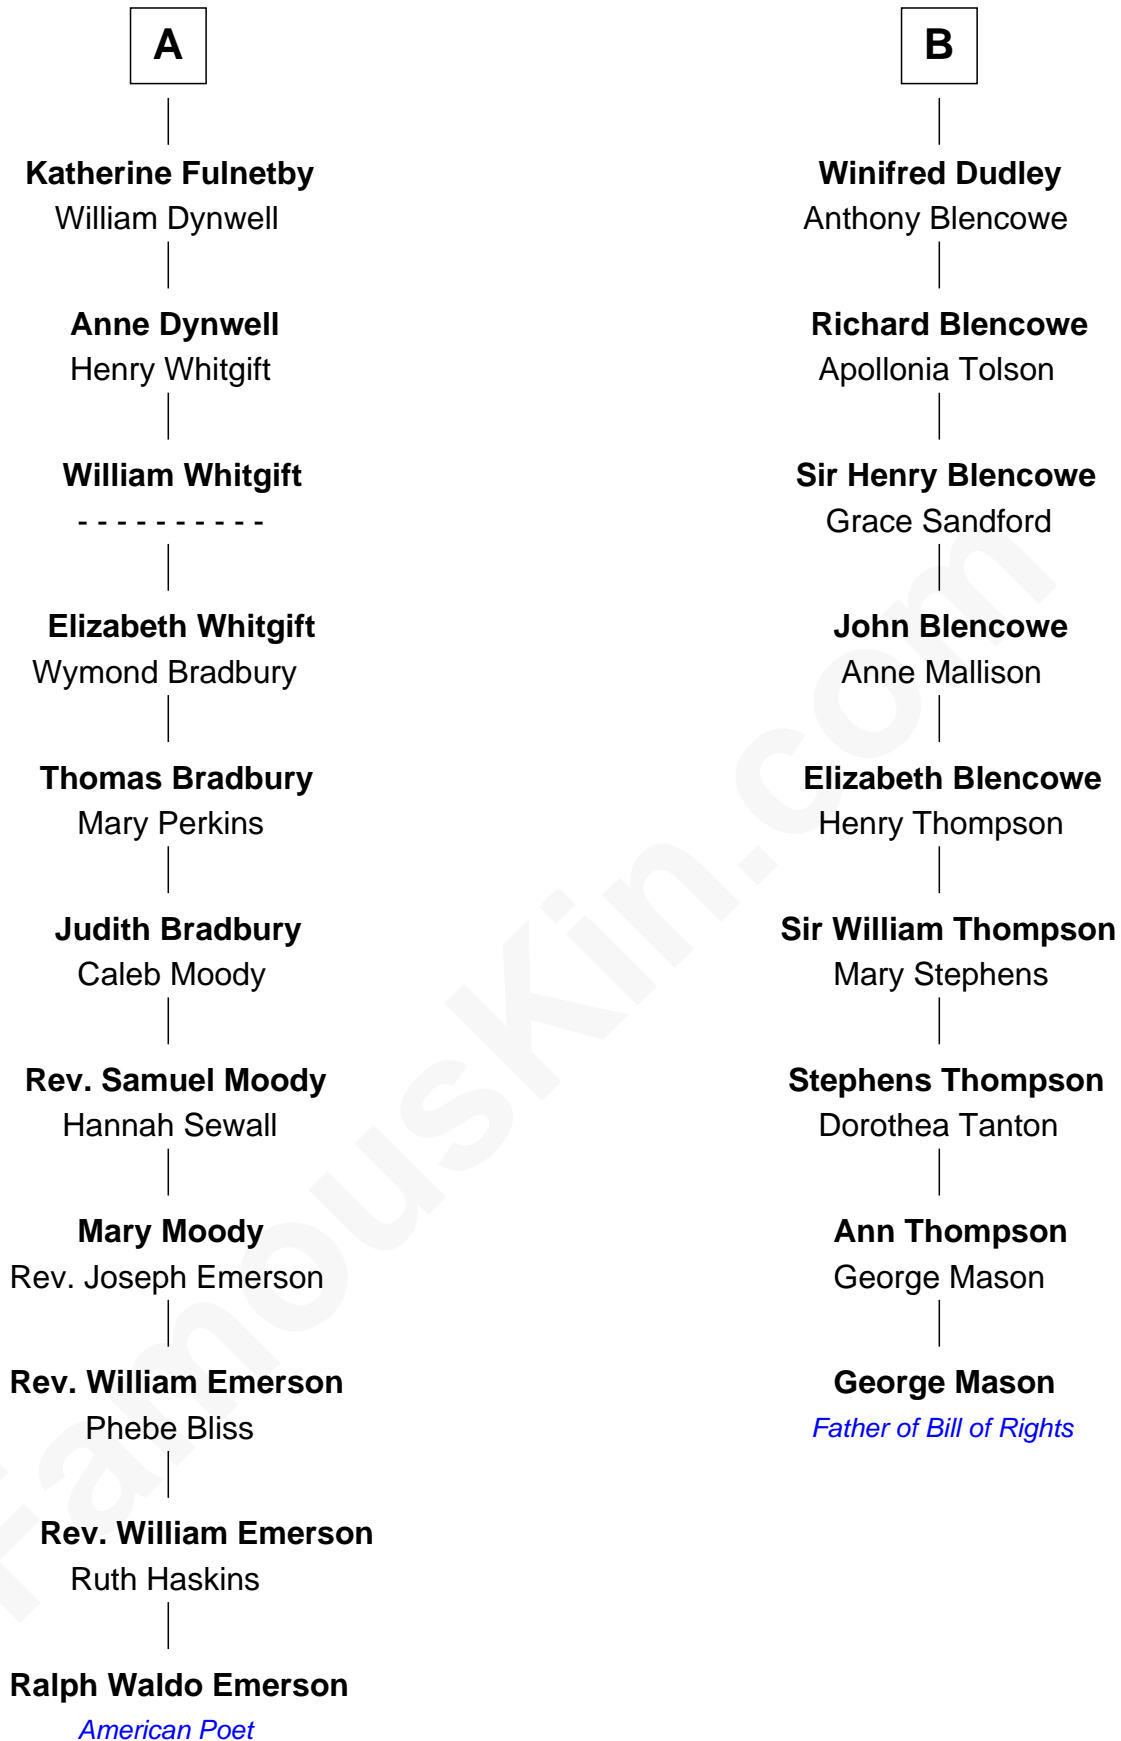 A
Katherine Fulnetby
William Dynwell
Anne Dynwell
Henry Whitgift
William Whitgift
- - - - - - - - - -
Elizabeth Whitgift
Wymond Bradbury
Thomas Bradbury
Mary Perkins
Judith Bradbury
Caleb Moody
Rev. Samuel Moody
Hannah Sewall
Mary Moody
Rev. Joseph Emerson
Rev. William Emerson
Phebe Bliss
Rev. William Emerson
Ruth Haskins
Ralph Waldo Emerson
American Poet
B
Winifred Dudley
Anthony Blencowe
Richard Blencowe
Apollonia Tolson
Sir Henry Blencowe
Grace Sandford
John Blencowe
Anne Mallison
Elizabeth Blencowe
Henry Thompson
Sir William Thompson
Mary Stephens
Stephens Thompson
Dorothea Tanton
Ann Thompson
George Mason
George Mason
Father of Bill of Rights
FamousKin.com